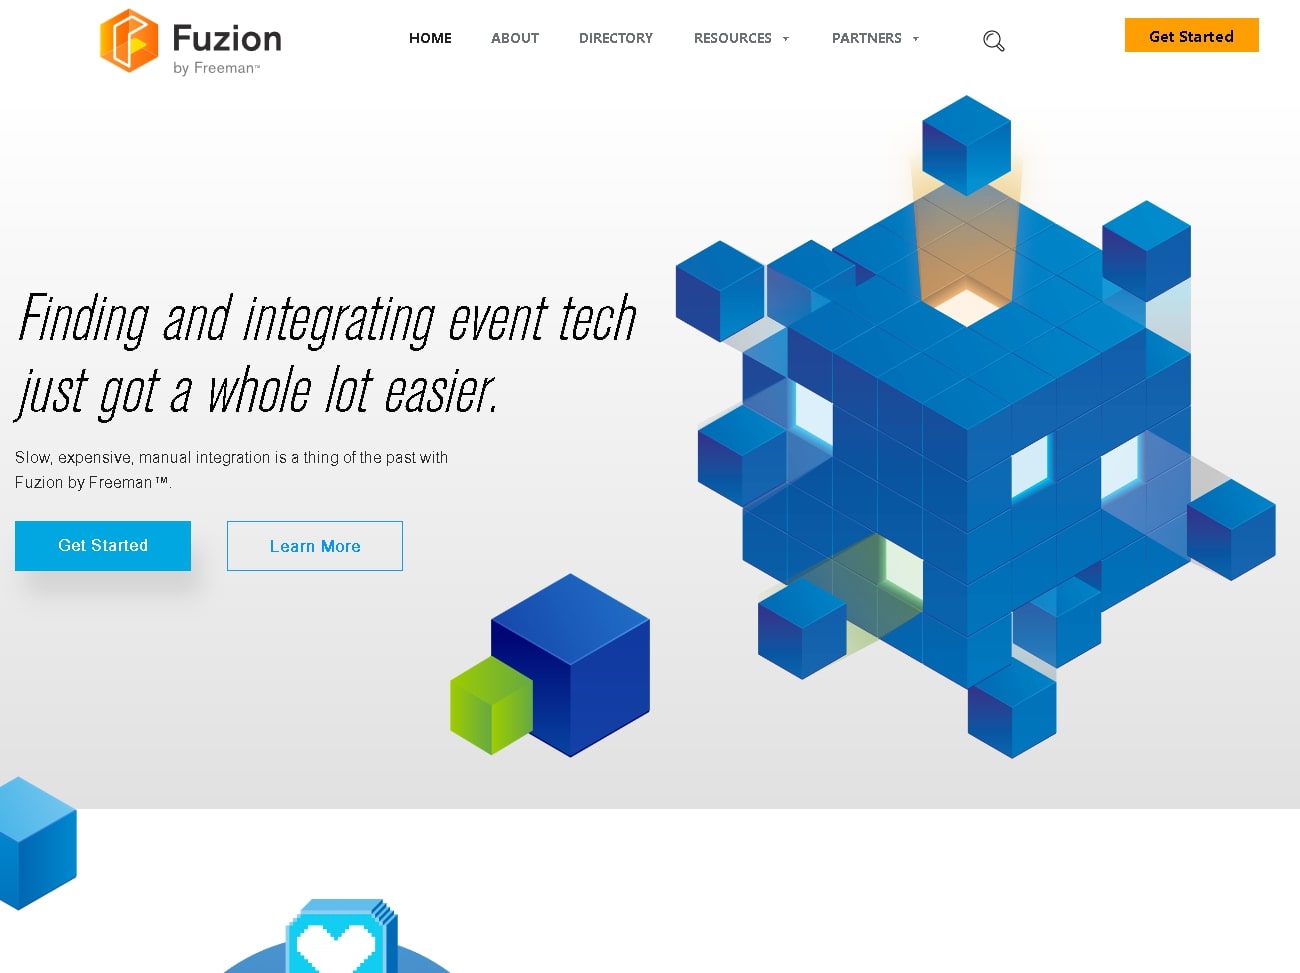 Fuzion
by Freeman™
HOME
ABOUT
DIRECTORY
RESOURCES
PARTNERS
Get Started
Finding and integrating event tech
just got a whole lot easier.
Slow, expensive, manual integration is a thing of the past with
Fuzion by Freeman™.
Get Started
Learn More